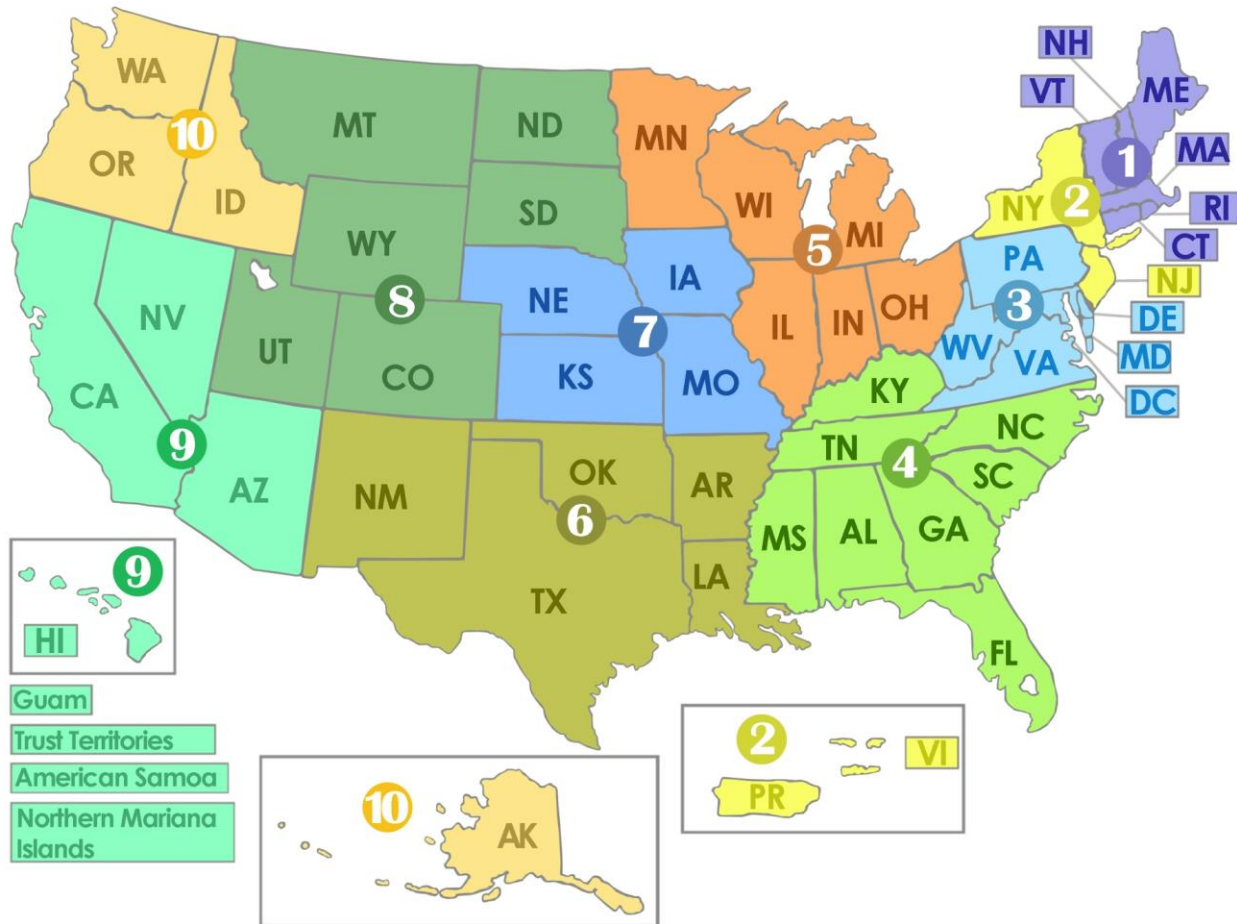 NH
VT
ME
WA
MT
ND
MN
10
1
MA
OR
ID
SD
WI
MI
NY
2
RI
WY
5
CT
PA
NJ
NV
8
NE
IA
7
IL
IN
OH
3
DE
WV
VA
MD
UT
CO
KS
MO
KY
DC
CA
9
TN
4
NC
SC
AZ
NM
OK
6
AR
MS
AL
GA
TX
LA
9
HI
FL
Guam
Trust Territories
American Samoa
Northern Mariana
Islands
10
AK
2
PR
VI